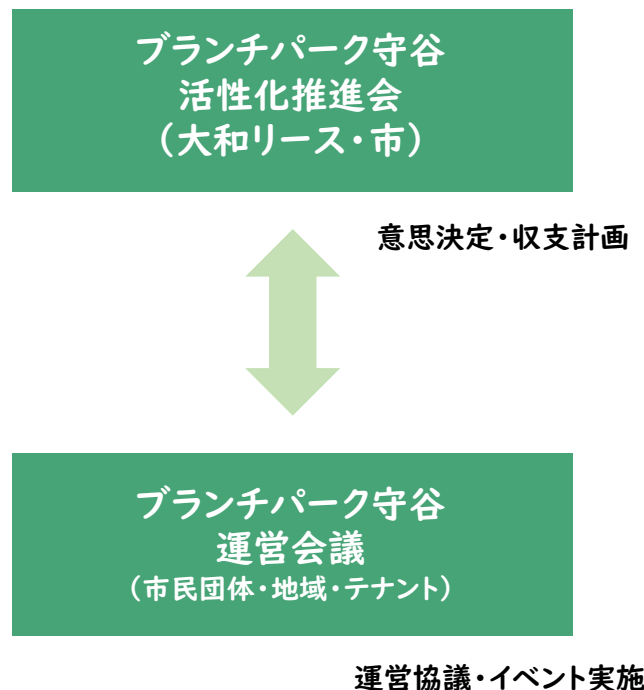 ブランチパーク守谷
活性化推進会
（大和リース・市）
意思決定・収支計画
ブランチパーク守谷
運営会議
（市民団体・地域・テナント）
運営協議・イベント実施